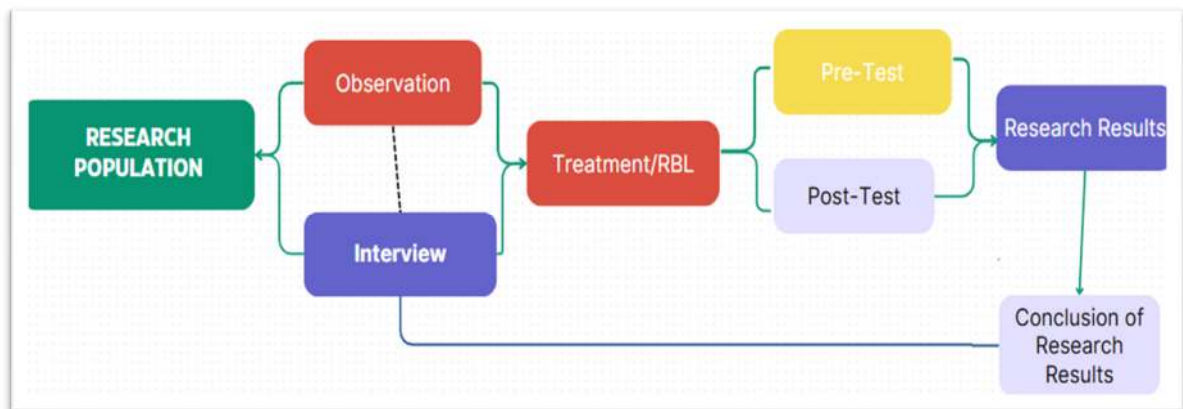 RESEARCH
POPULATION
Observation
Interview
Treatment/RBL
Pre-Test
Post-Test
Research Results
Conclusion of
Research
Results